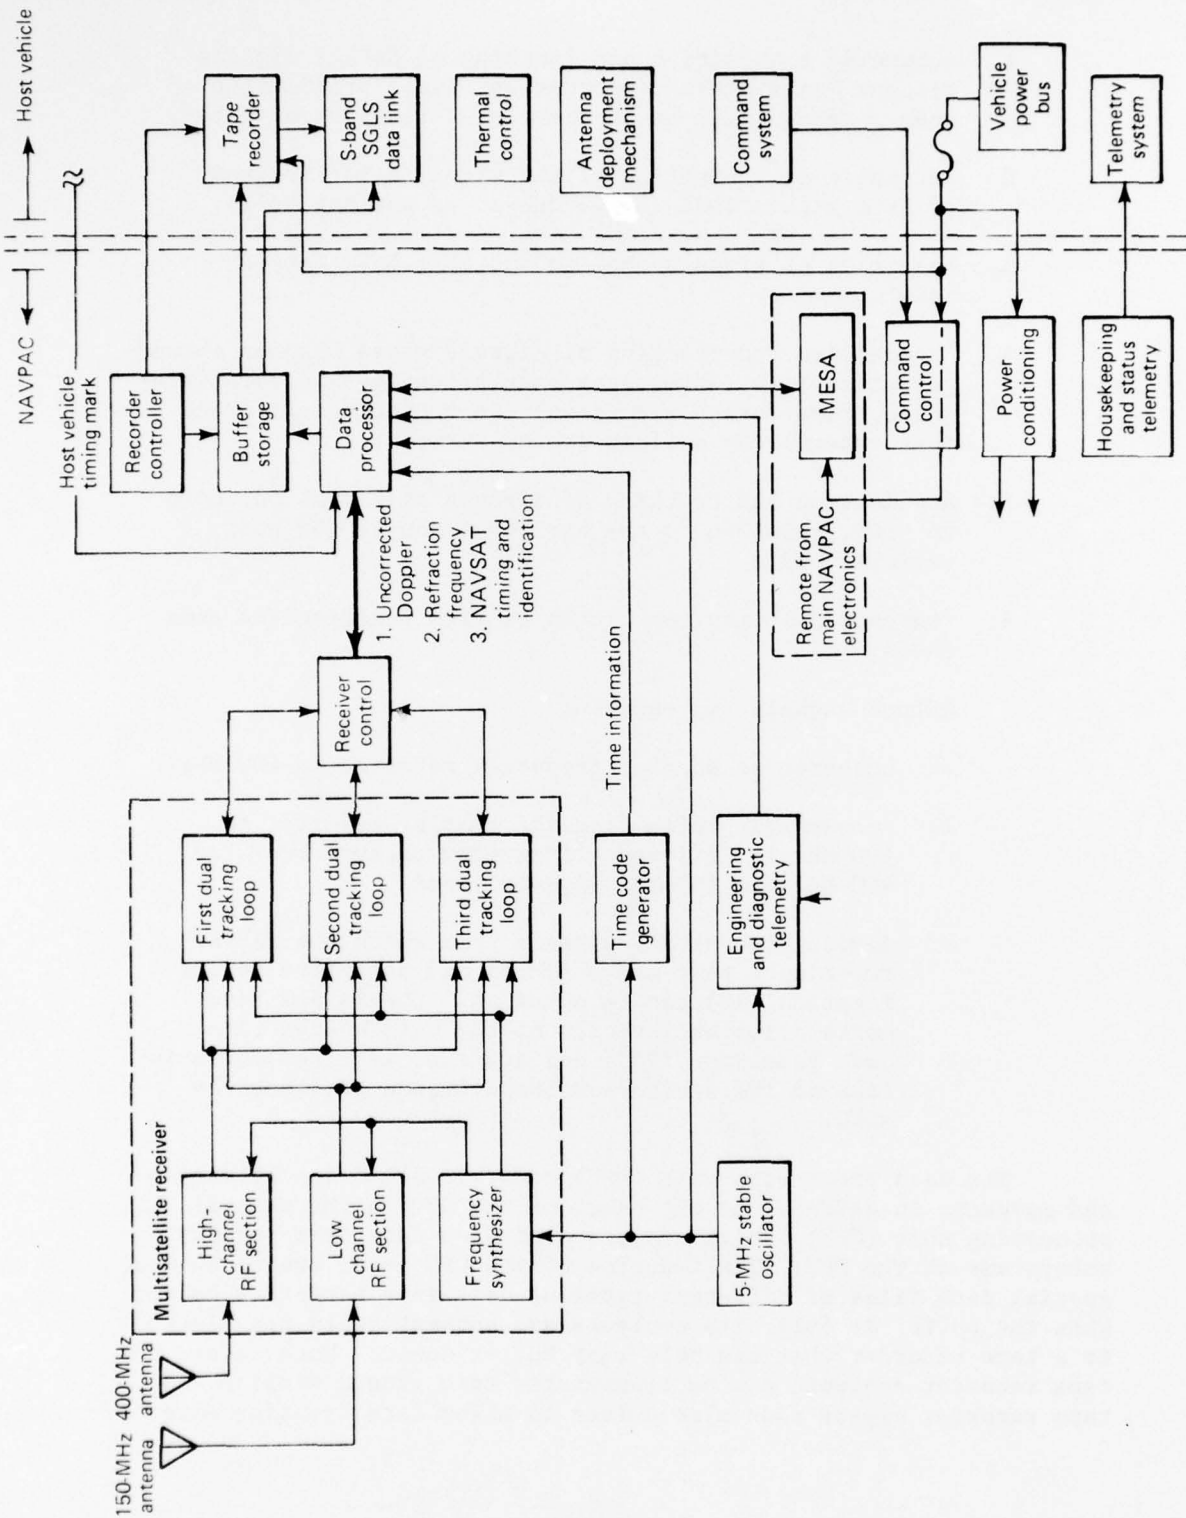 NAVPAC
Host vehicle
Host vehicle
timing mark
Recorder
controller
Tape
recorder
Buffer
storage
S-band
SGLS
data link
Data
processor
Thermal
control
Antenna
deployment
mechanism
1. Uncorrected
Doppler
2. Refraction
frequency
3. NAVSAT
timing and
identification
Receiver
control
Multisatellite receiver
First dual
tracking
loop
Second dual
tracking
loop
Third dual
tracking
loop
High-
channel
RF section
Low
channel
RF section
Frequency
synthesizer
150-MHz
antenna
400-MHz
antenna
Time information
Time code
generator
5-MHz stable
oscillator
Engineering
and diagnostic
telemetry
Remote from
main NAVPAC
electronics
MESA
Command
system
Command
control
Vehicle
power
bus
Power
conditioning
Housekeeping
and status
telemetry
Telemetry
system